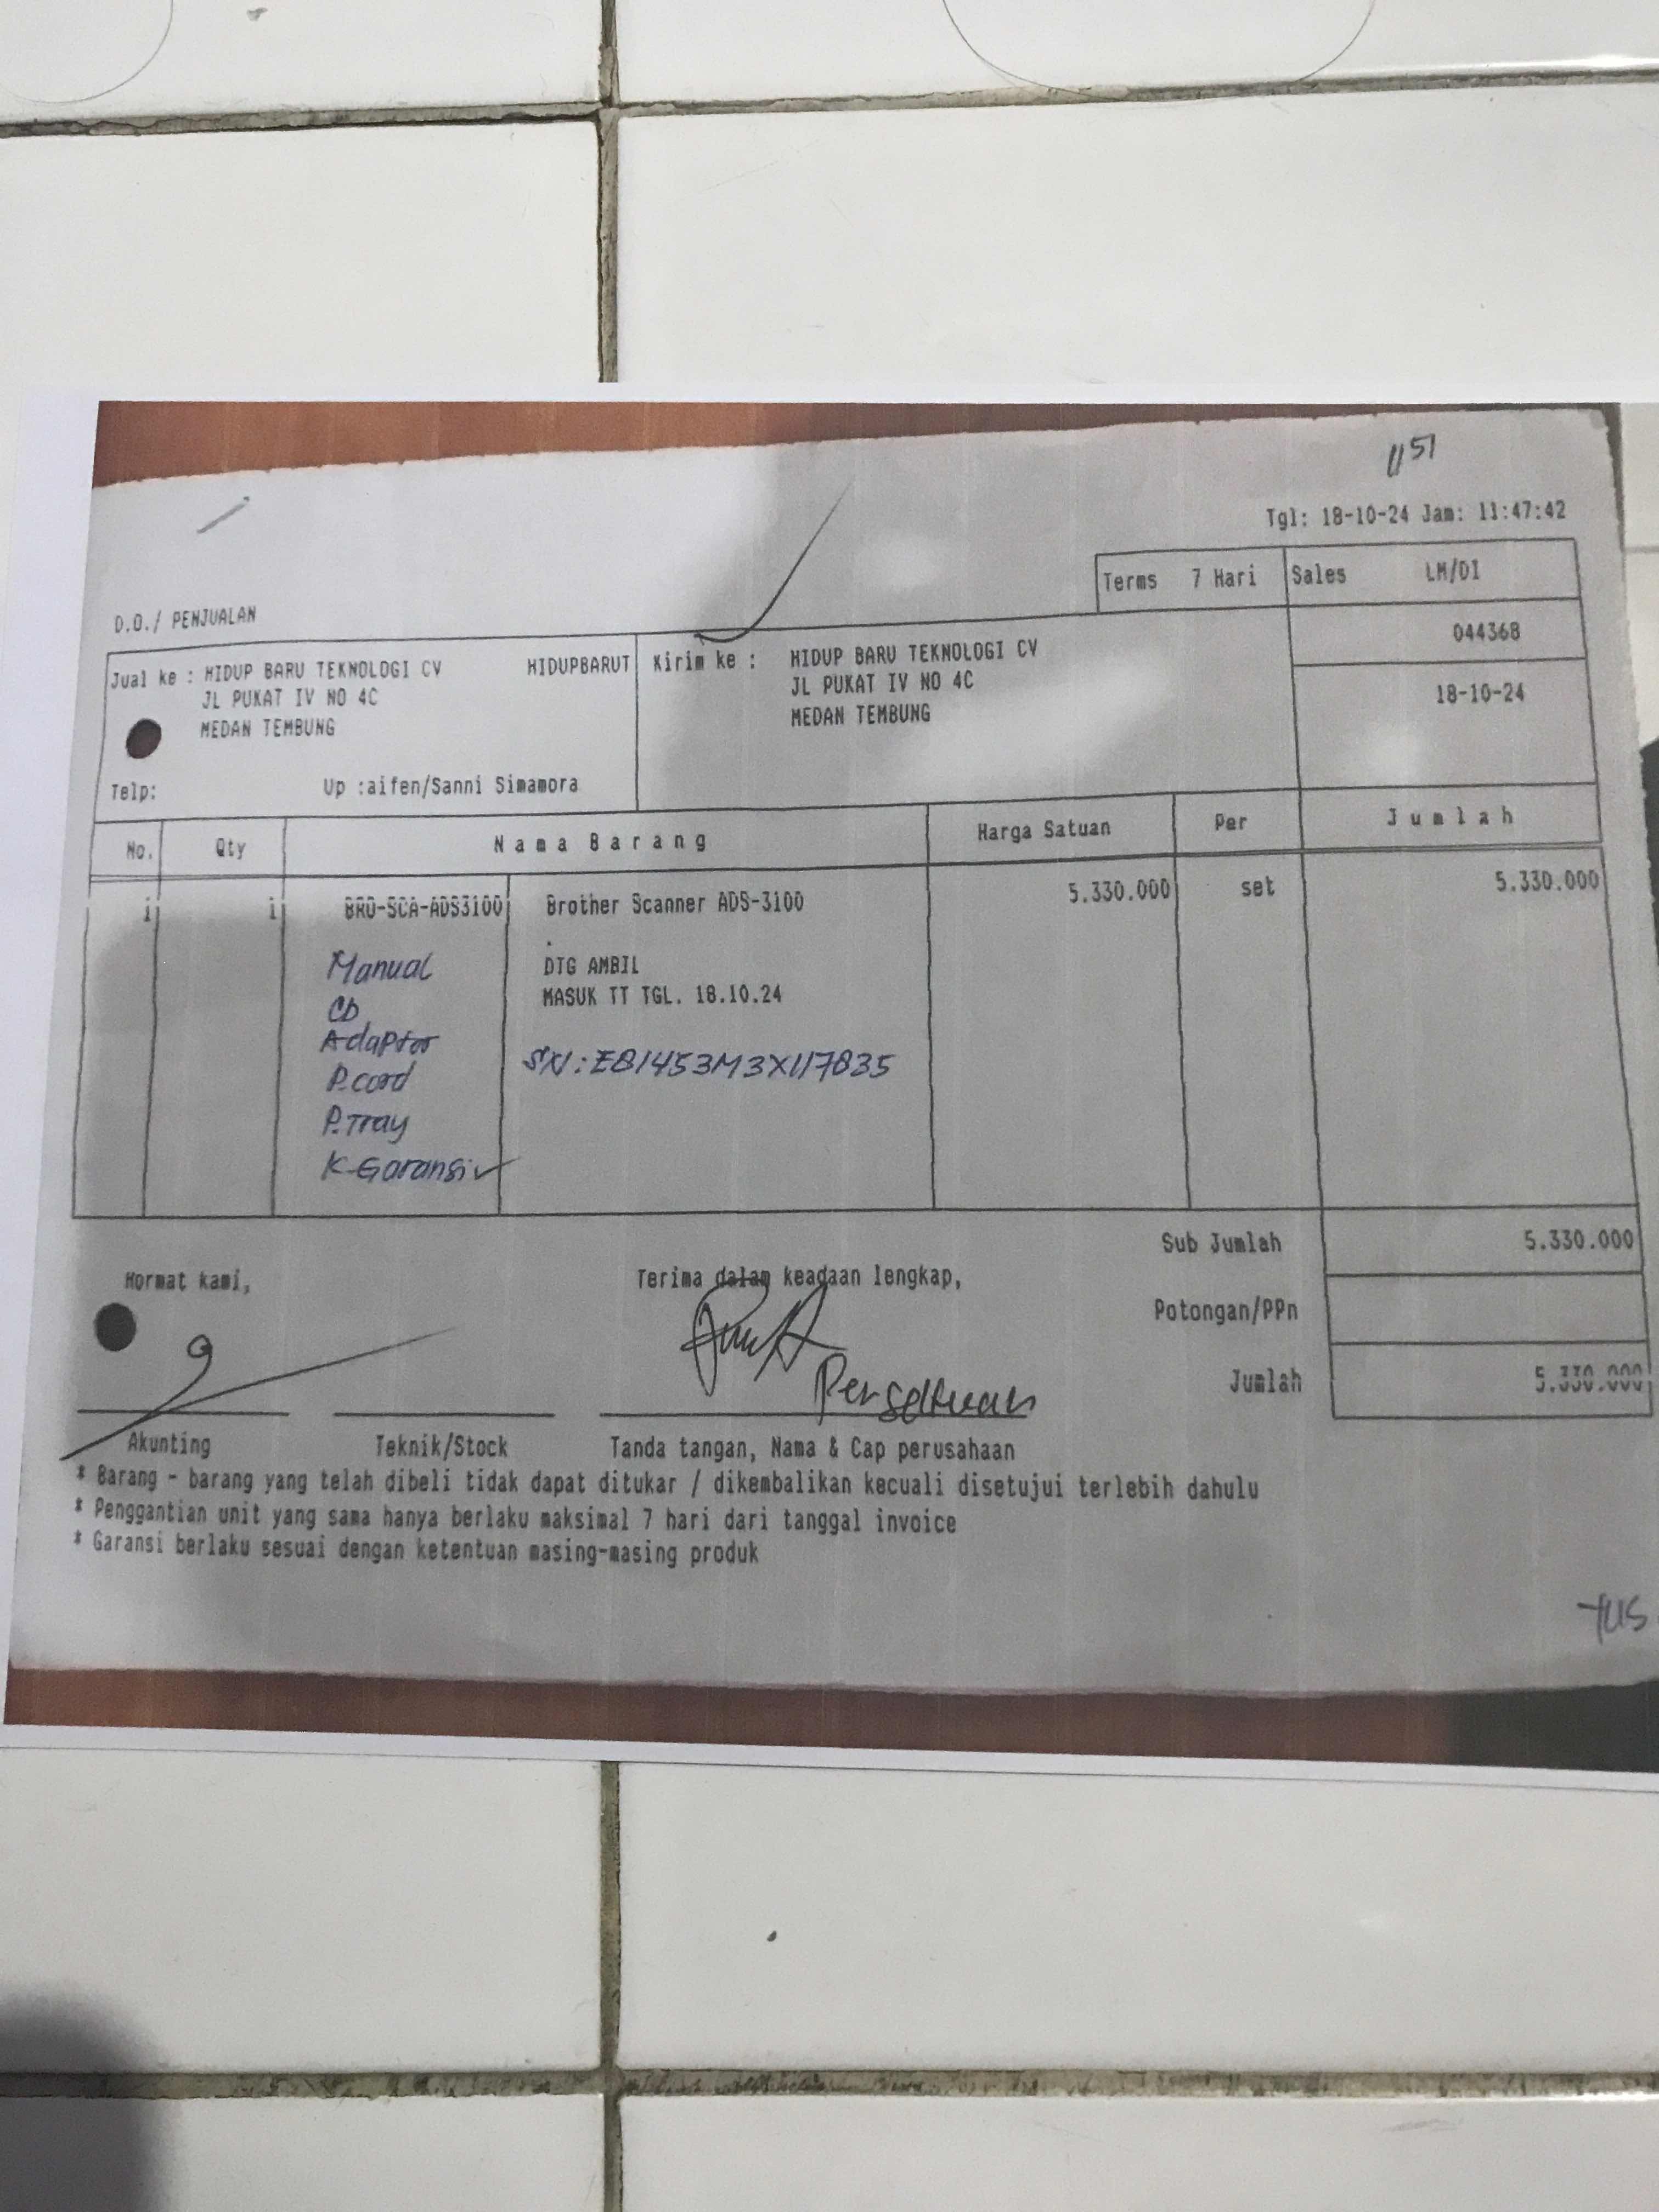 1151
Tgl: 18-10-24 Jam: 11:47:42
Terms 7 Hari Sales LM/DI
D.O./ PENJUALAN
044368
Jual ke : HIDUP BARU TEKNOLOGI CV HIDUPBARUT Kirim ke : HIDUP BARU TEKNOLOGI CV
JL PUKAT IV NO 4C JL PUKAT IV NO 4C
18-10-24
MEDAN TEMBUNG MEDAN TEMBUNG
Telp: Up :aifen/Sanni Simamora
No. Qty Nama Barang Harga Satuan Per Jumlah
1 1 BRO-SCA-ADS3100 Brother Scanner ADS-3100 5.330.000 set 5.330.000
.
Manual DTG AMBIL
CD MASUK TT TGL. 18.10.24
Adaptor
P.cord S/N:
P.Tray
K-Garansi
Sub Jumlah 5.330.000
Hormat kami, Terima dalam keadaan lengkap,
Potongan/PPn
Jumlah 5.330.000
Akunting Teknik/Stock Tanda tangan, Nama & Cap perusahaan
* Barang - barang yang telah dibeli tidak dapat ditukar / dikembalikan kecuali disetujui terlebih dahulu
* Penggantian unit yang sama hanya berlaku maksimal 7 hari dari tanggal invoice
* Garansi berlaku sesuai dengan ketentuan masing-masing produk